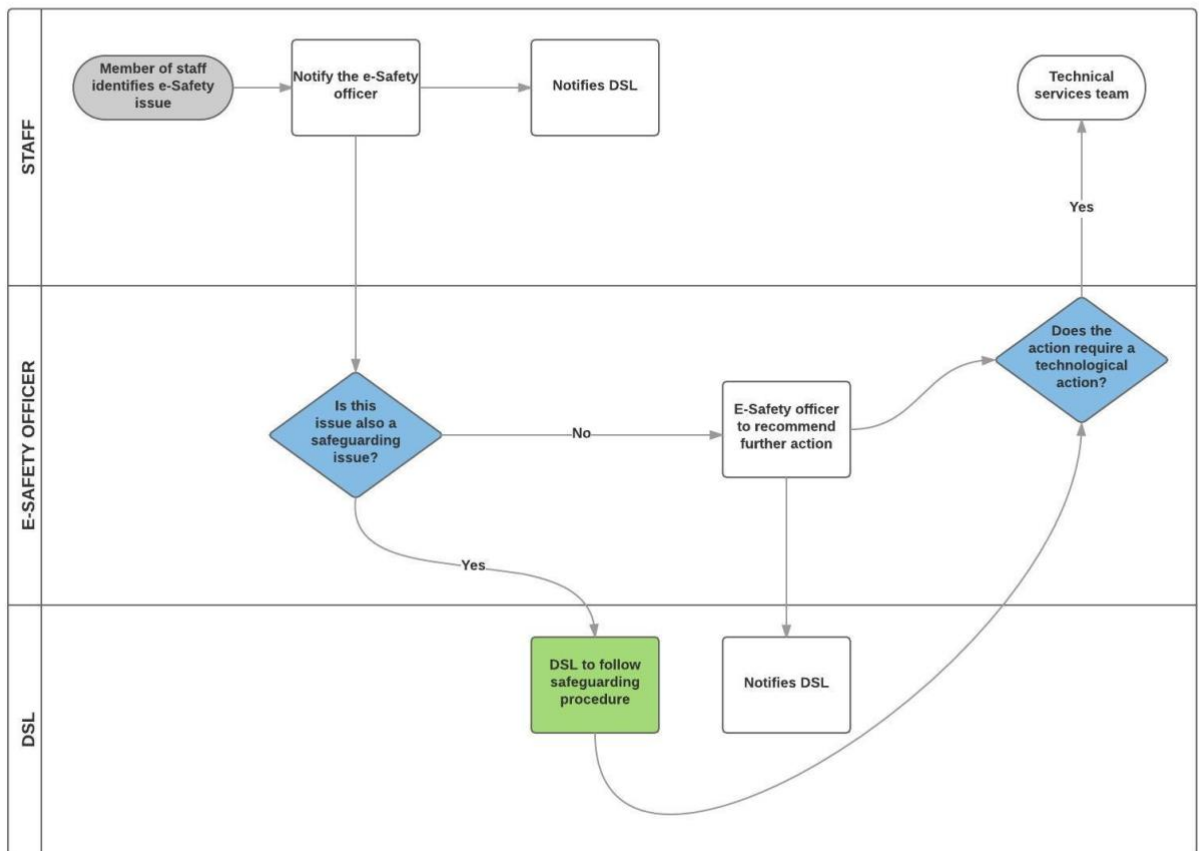 STAFF
Member of staff
identifies e-Safety
issue
Notify the e-Safety
officer
Notifies DSL
Technical
services team
Yes
E-SAFETY OFFICER
Does the
action require a
technological
action?
Is this
issue also a
safeguarding
issue?
No
E-Safety officer
to recommend
further action
Yes
DSL
DSL to follow
safeguarding
procedure
Notifies DSL